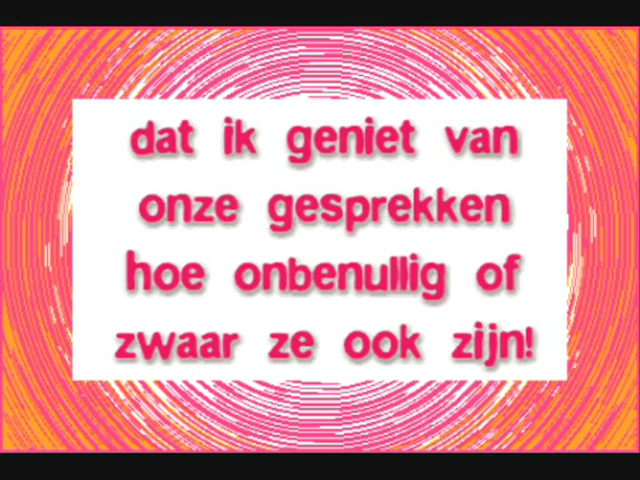 dat ik geniet van
onze gesprekken
hoe onbenullig of
zwaar ze ook zijn!